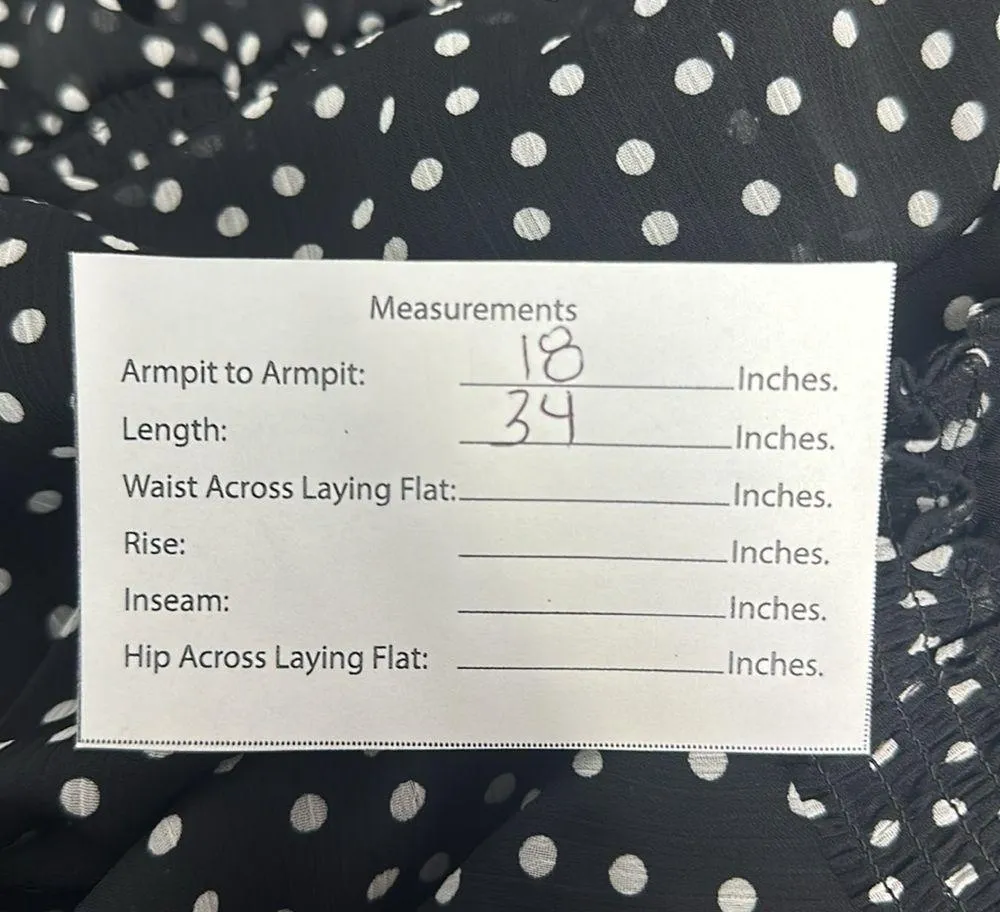 Measurements
Armpit to Armpit: 18 Inches.
Length: 34 Inches.
Waist Across Laying Flat: Inches.
Rise: Inches.
Inseam: Inches.
Hip Across Laying Flat: Inches.